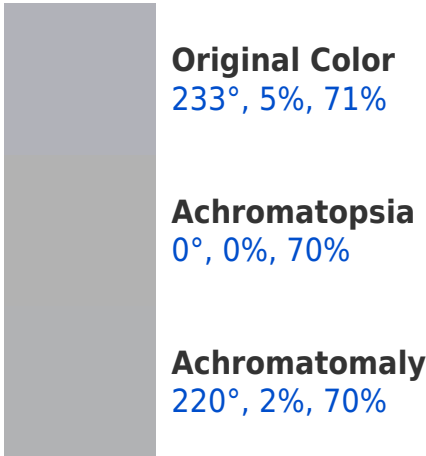 Original Color
233°, 5%, 71%
Achromatopsia
0°, 0%, 70%
Achromatomaly
220°, 2%, 70%